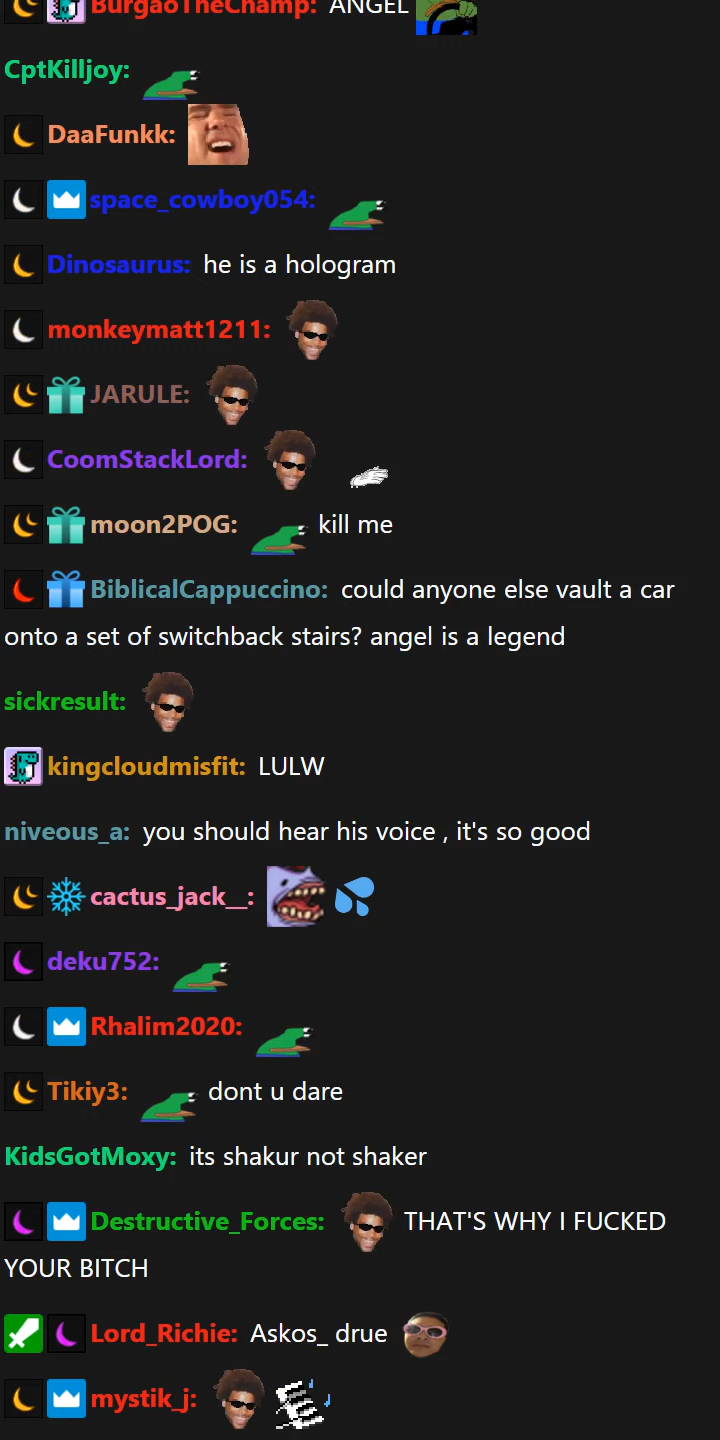 BurgaoTheChamp: ANGEL
CptKilljoy:
DaaFunkk:
space_cowboy054:
Dinosaurus: he is a hologram
monkeymatt1211:
JARULE:
CoomStackLord:
moon2POG: kill me
BiblicalCappuccino: could anyone else vault a car
onto a set of switchback stairs? angel is a legend
sickresult:
kingcloudmisfit: LULW
niveous_a: you should hear his voice , it's so good
cactus_jack__:
deku752:
Rhalim2020:
Tikiy3: dont u dare
KidsGotMoxy: its shakur not shaker
Destructive_Forces: THAT'S WHY I FUCKED
YOUR BITCH
Lord_Richie: Askos_ drue
mystik_j: